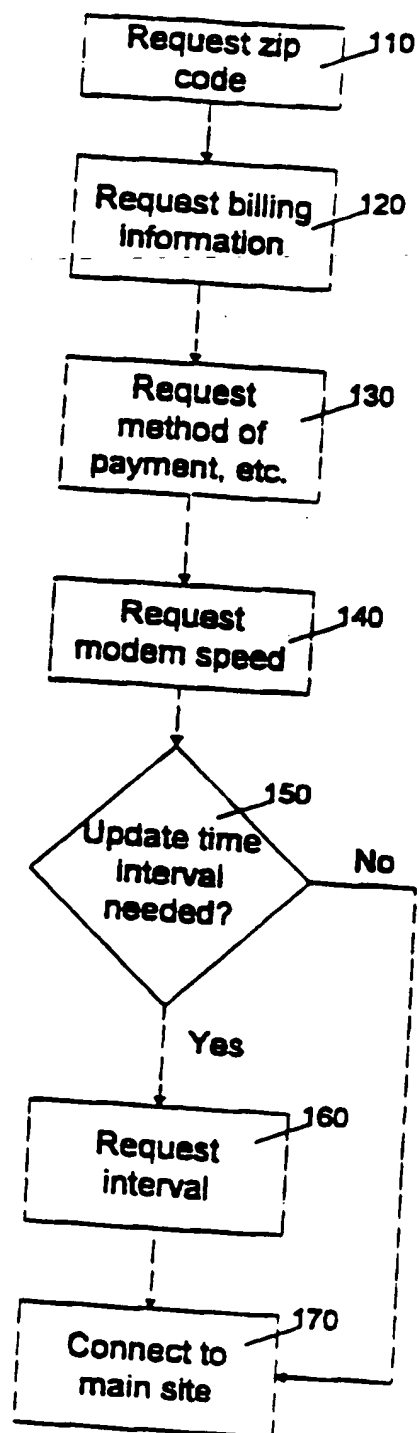 Request zip
code
110
Request billing
information
120
Request
method of
payment, etc.
130
Request
modem speed
140
150
Update time
interval
needed?
No
Yes
Request
interval
160
Connect to
main site
170